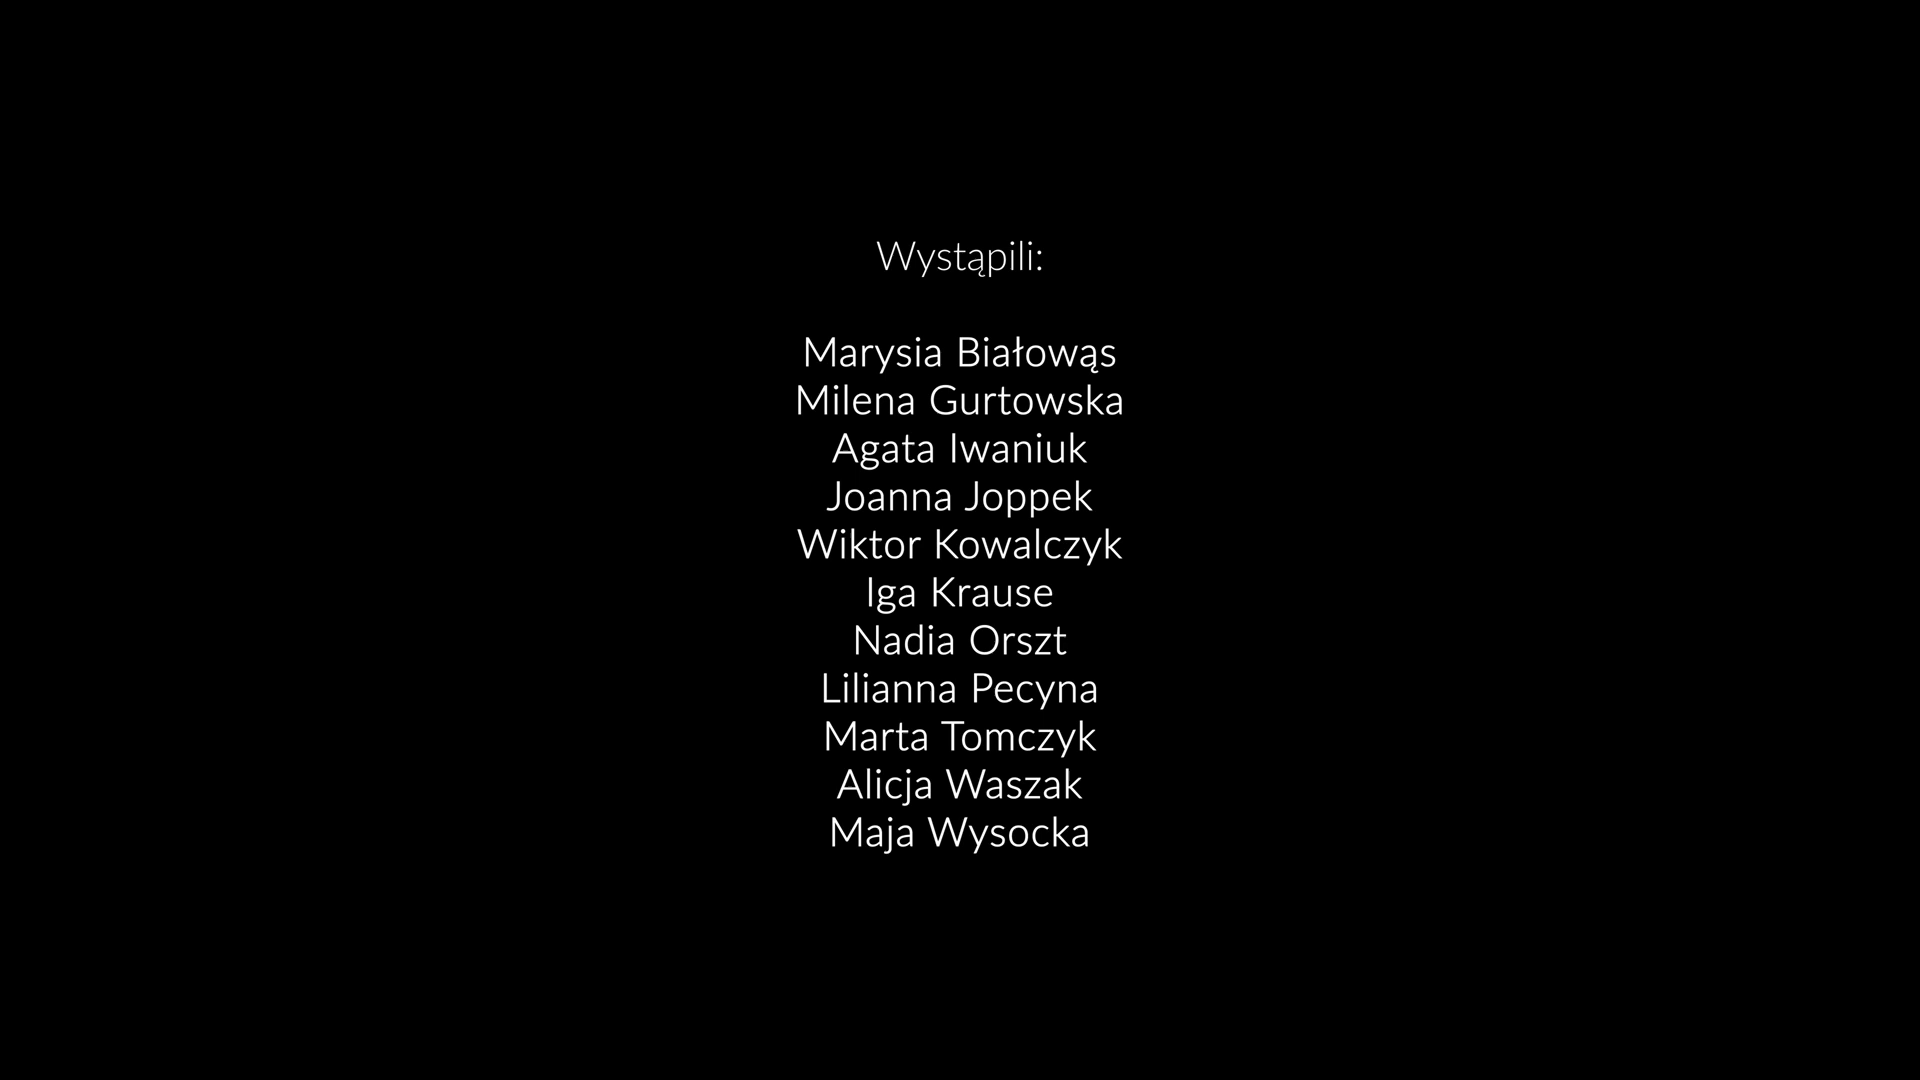 Wystąpili:
Marysia Białowąs
Milena Gurtowska
Agata Iwaniuk
Joanna Joppek
Wiktor Kowalczyk
Iga Krause
Nadia Orszt
Lilianna Pecyna
Marta Tomczyk
Alicja Waszak
Maja Wysocka